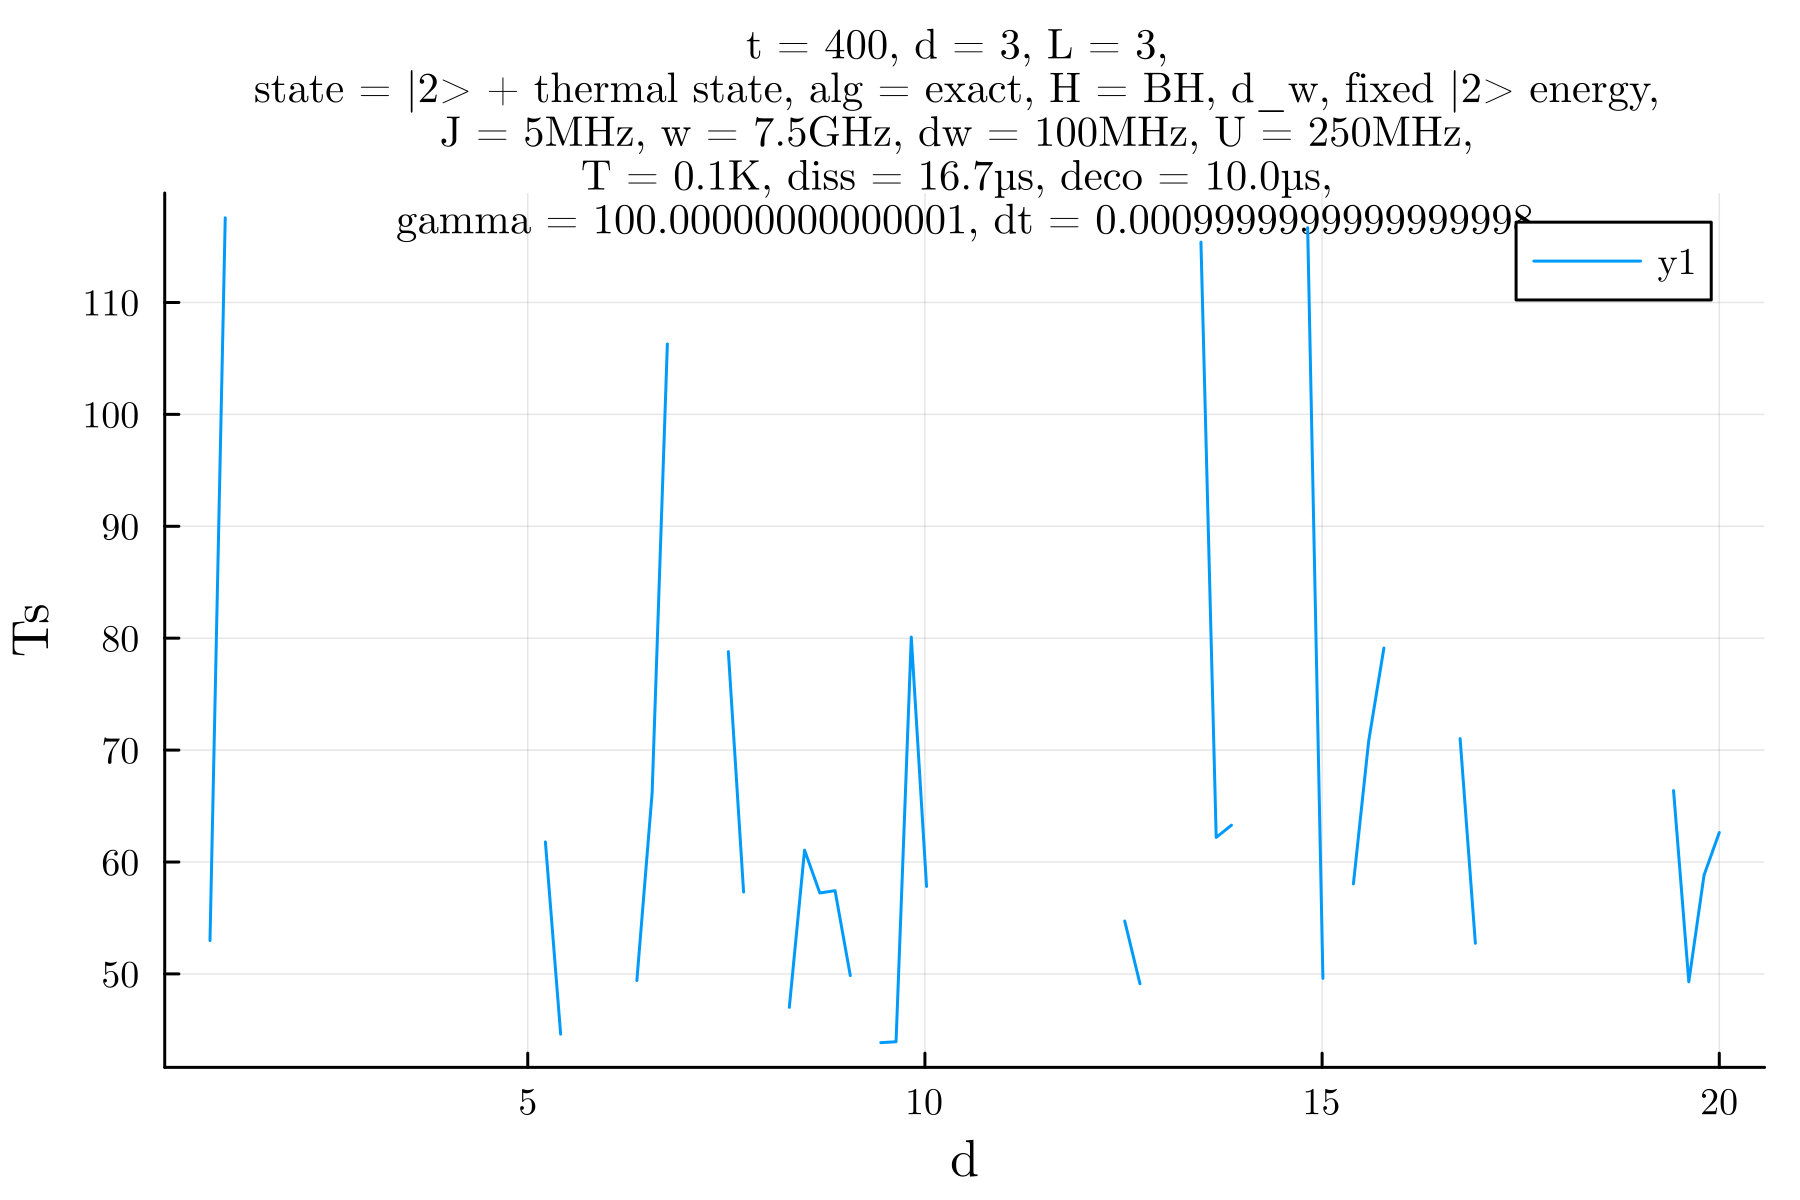 t = 400, d = 3, L = 3,
state = |2> + thermal state, alg = exact, H = BH, d_w, fixed |2> energy,
J = 5MHz, w = 7.5GHz, dw = 100MHz, U = 250MHz,
T = 0.1K, diss = 16.7µs, deco = 10.0µs,
gamma = 100.00000000000001, dt = 0.0009999999999999998
y1
110
100
90
80
70
60
50
Ts
5
10
15
20
d